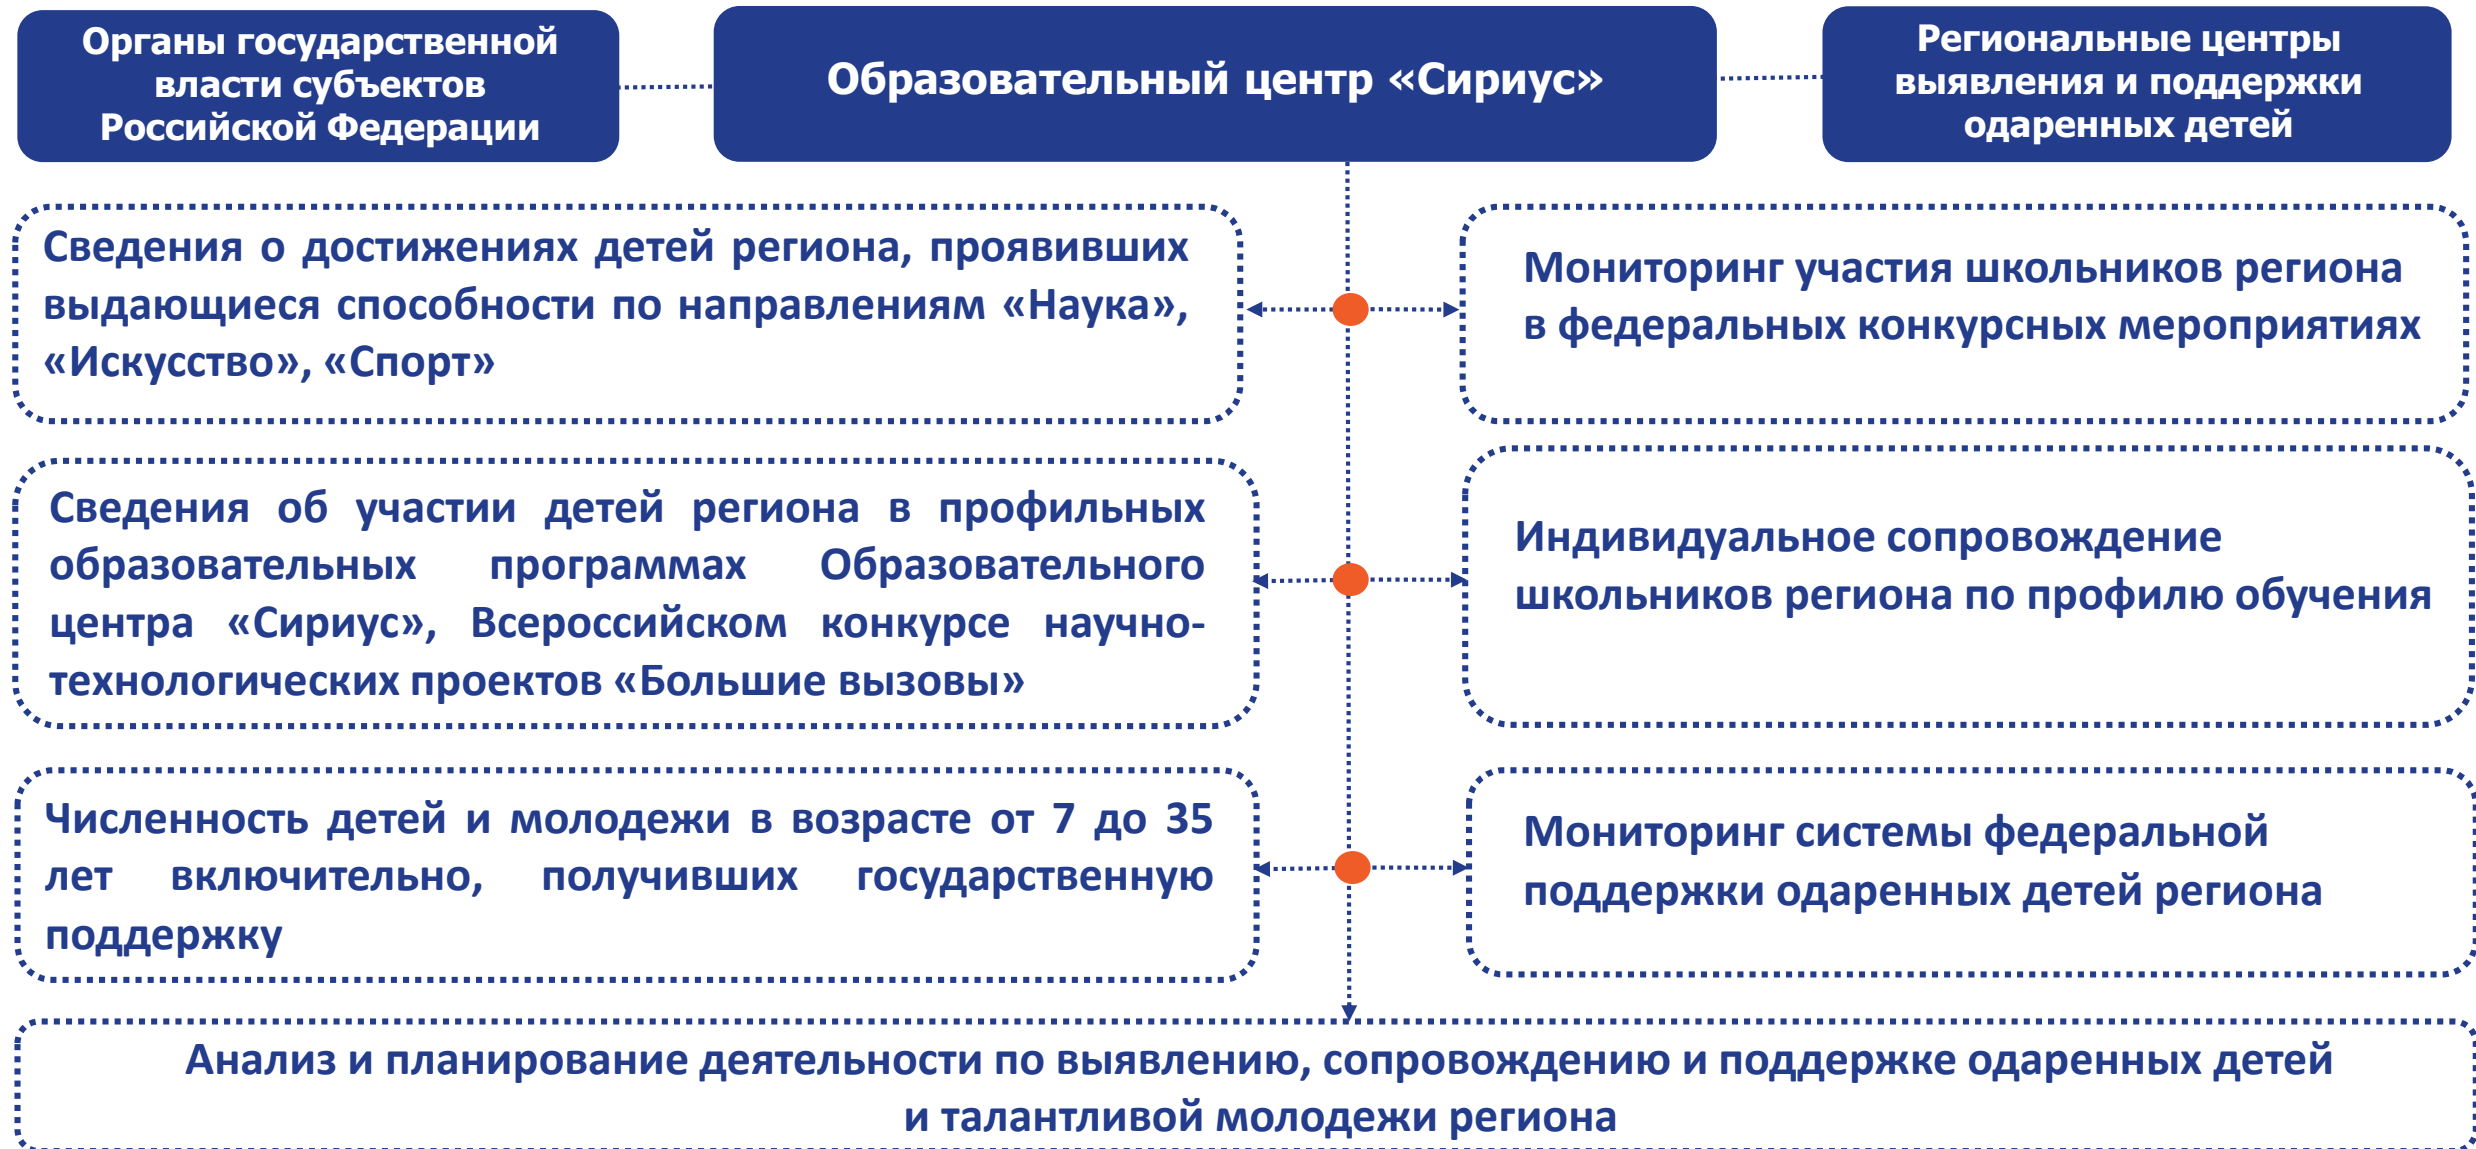 Органы государственной
власти субъектов
Российской Федерации
Образовательный центр «Сириус»
Региональные центры
выявления и поддержки
одаренных детей
Сведения о достижениях детей региона, проявивших
выдающиеся способности по направлениям «Наука»,
«Искусство», «Спорт»
Мониторинг участия школьников региона
в федеральных конкурсных мероприятиях
Сведения об участии детей региона в профильных
образовательных программах Образовательного
центра «Сириус», Всероссийском конкурсе научно-
технологических проектов «Большие вызовы»
Индивидуальное сопровождение
школьников региона по профилю обучения
Численность детей и молодежи в возрасте от 7 до 35
лет включительно, получивших государственную
поддержку
Мониторинг системы федеральной
поддержки одаренных детей региона
Анализ и планирование деятельности по выявлению, сопровождению и поддержке одаренных детей
и талантливой молодежи региона